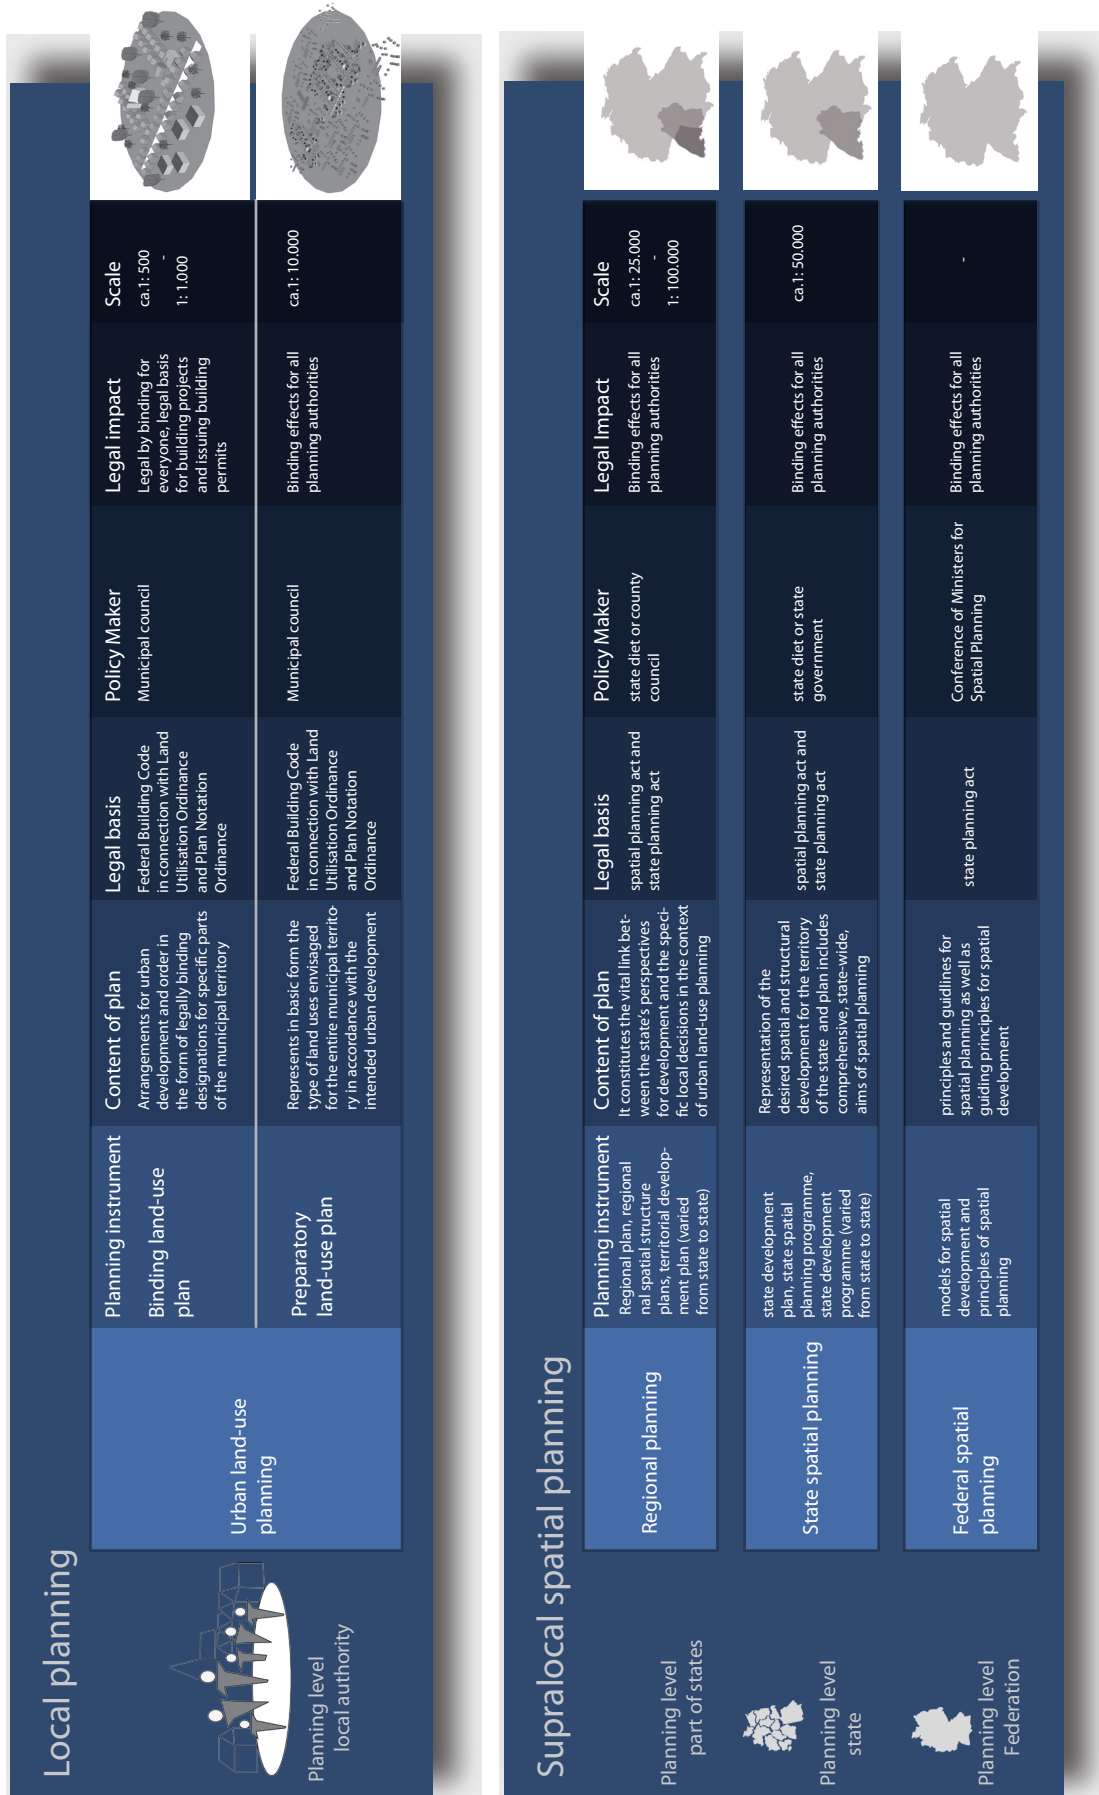 Local planning
Planning level
local authority
Urban land-use
planning
Planning instrument
Binding land-use
plan
Content of plan
Arrangements for urban
development and order in
the form of legally binding
designations for specific parts
of the municipal territory
Legal basis
Federal Building Code
in connection with Land
Utilisation Ordinance
and Plan Notation
Ordinance
Policy Maker
Municipal council
Legal impact
Legal by binding for
everyone, legal basis
for building projects
and issuing building
permits
Scale
ca.1: 500
-
1: 1.000
Preparatory
land-use plan
Represents in basic form the
type of land uses envisaged
for the entire municipal territo-
ry in accordance with the
intended urban development
Federal Building Code
in connection with Land
Utilisation Ordinance
and Plan Notation
Ordinance
Municipal council
Binding effects for all
planning authorities
ca.1: 10.000
Supralocal spatial planning
Planning level
part of states
Regional planning
Planning instrument
Regional plan, regional
nal spatial structure
plans, territorial develop-
ment plan (varied
from state to state)
Content of plan
It constitutes the vital link bet-
ween the state's perspectives
for development and the speci-
fic local decisions in the context
of urban land-use planning
Legal basis
spatial planning act and
state planning act
Policy Maker
state diet or county
council
Legal Impact
Binding effects for all
planning authorities
Scale
ca.1: 25.000
-
1: 100.000
Planning level
state
State spatial planning
state development
plan, state spatial
planning programme,
state development
programme (varied
from state to state)
Representation of the
desired spatial and structural
development for the territory
of the state and plan includes
comprehensive, state-wide,
aims of spatial planning
spatial planning act and
state planning act
state diet or state
government
Binding effects for all
planning authorities
ca.1: 50.000
Planning level
Federation
Federal spatial
planning
models for spatial
development and
principles of spatial
planning
principles and guidlines for
spatial planning as well as
guiding principles for spatial
development
state planning act
Conference of Ministers for
Spatial Planning
Binding effects for all
planning authorities
-